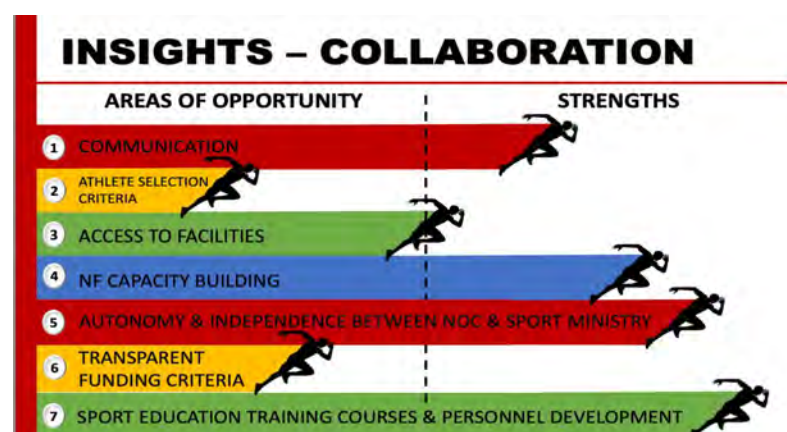 INSIGHTS – COLLABORATION
AREAS OF OPPORTUNITY
STRENGTHS
1 COMMUNICATION
2 ATHLETE SELECTION
CRITERIA
3 ACCESS TO FACILITIES
4 NF CAPACITY BUILDING
5 AUTONOMY & INDEPENDENCE BETWEEN NOC & SPORT MINISTRY
6 TRANSPARENT
FUNDING CRITERIA
7 SPORT EDUCATION TRAINING COURSES & PERSONNEL DEVELOPMENT